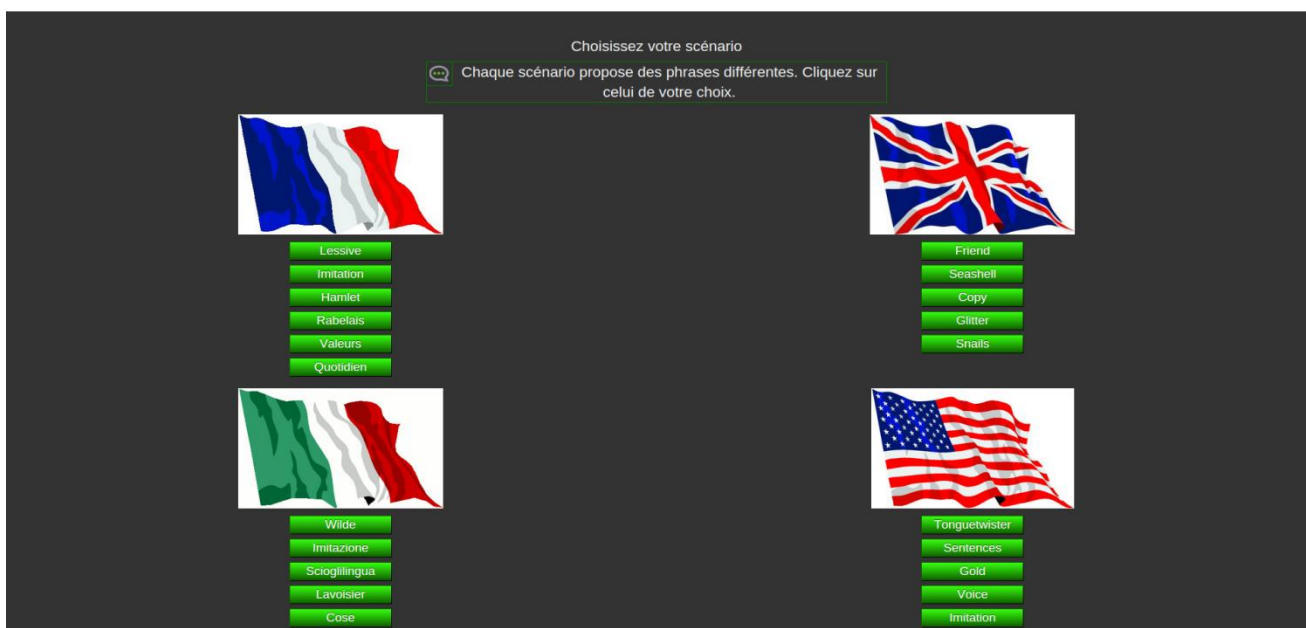 Choisissez votre scénario
Chaque scénario propose des phrases différentes. Cliquez sur
celui de votre choix.
Lessive
Imitation
Hamlet
Rabelais
Valeurs
Quotidien
Friend
Seashell
Copy
Glitter
Snails
Wilde
Imitazione
Scioglilingua
Lavoisier
Cose
Tonguetwister
Sentences
Gold
Voice
Imitation